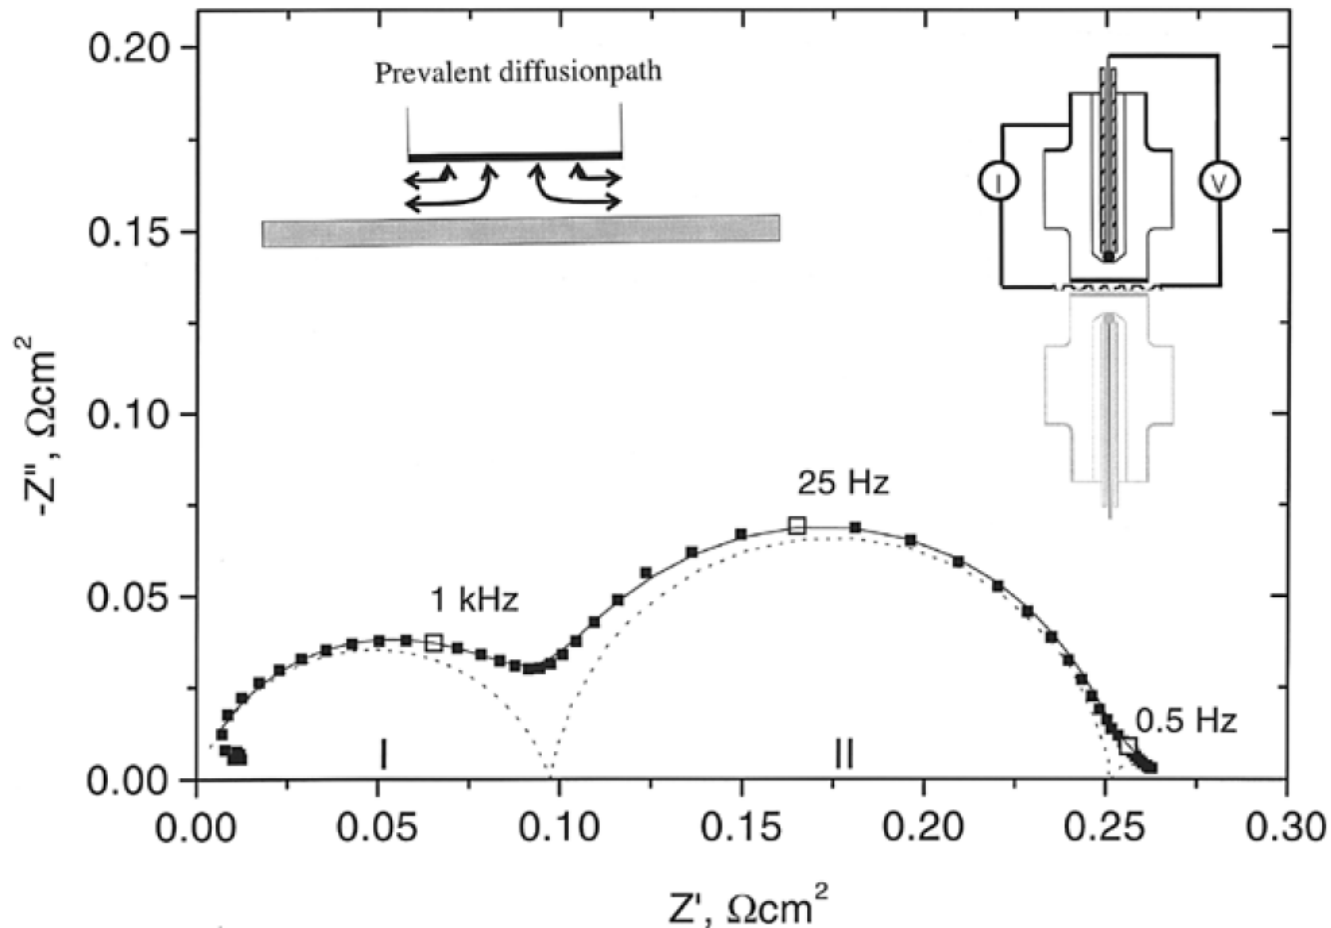 0.20
Prevalent diffusionpath
I
V
0.15
0.10
-Z", Ωcm²
25 Hz
0.05
1 kHz
0.5 Hz
I
II
0.00
0.00 0.05 0.10 0.15 0.20 0.25 0.30
Z', Ωcm²